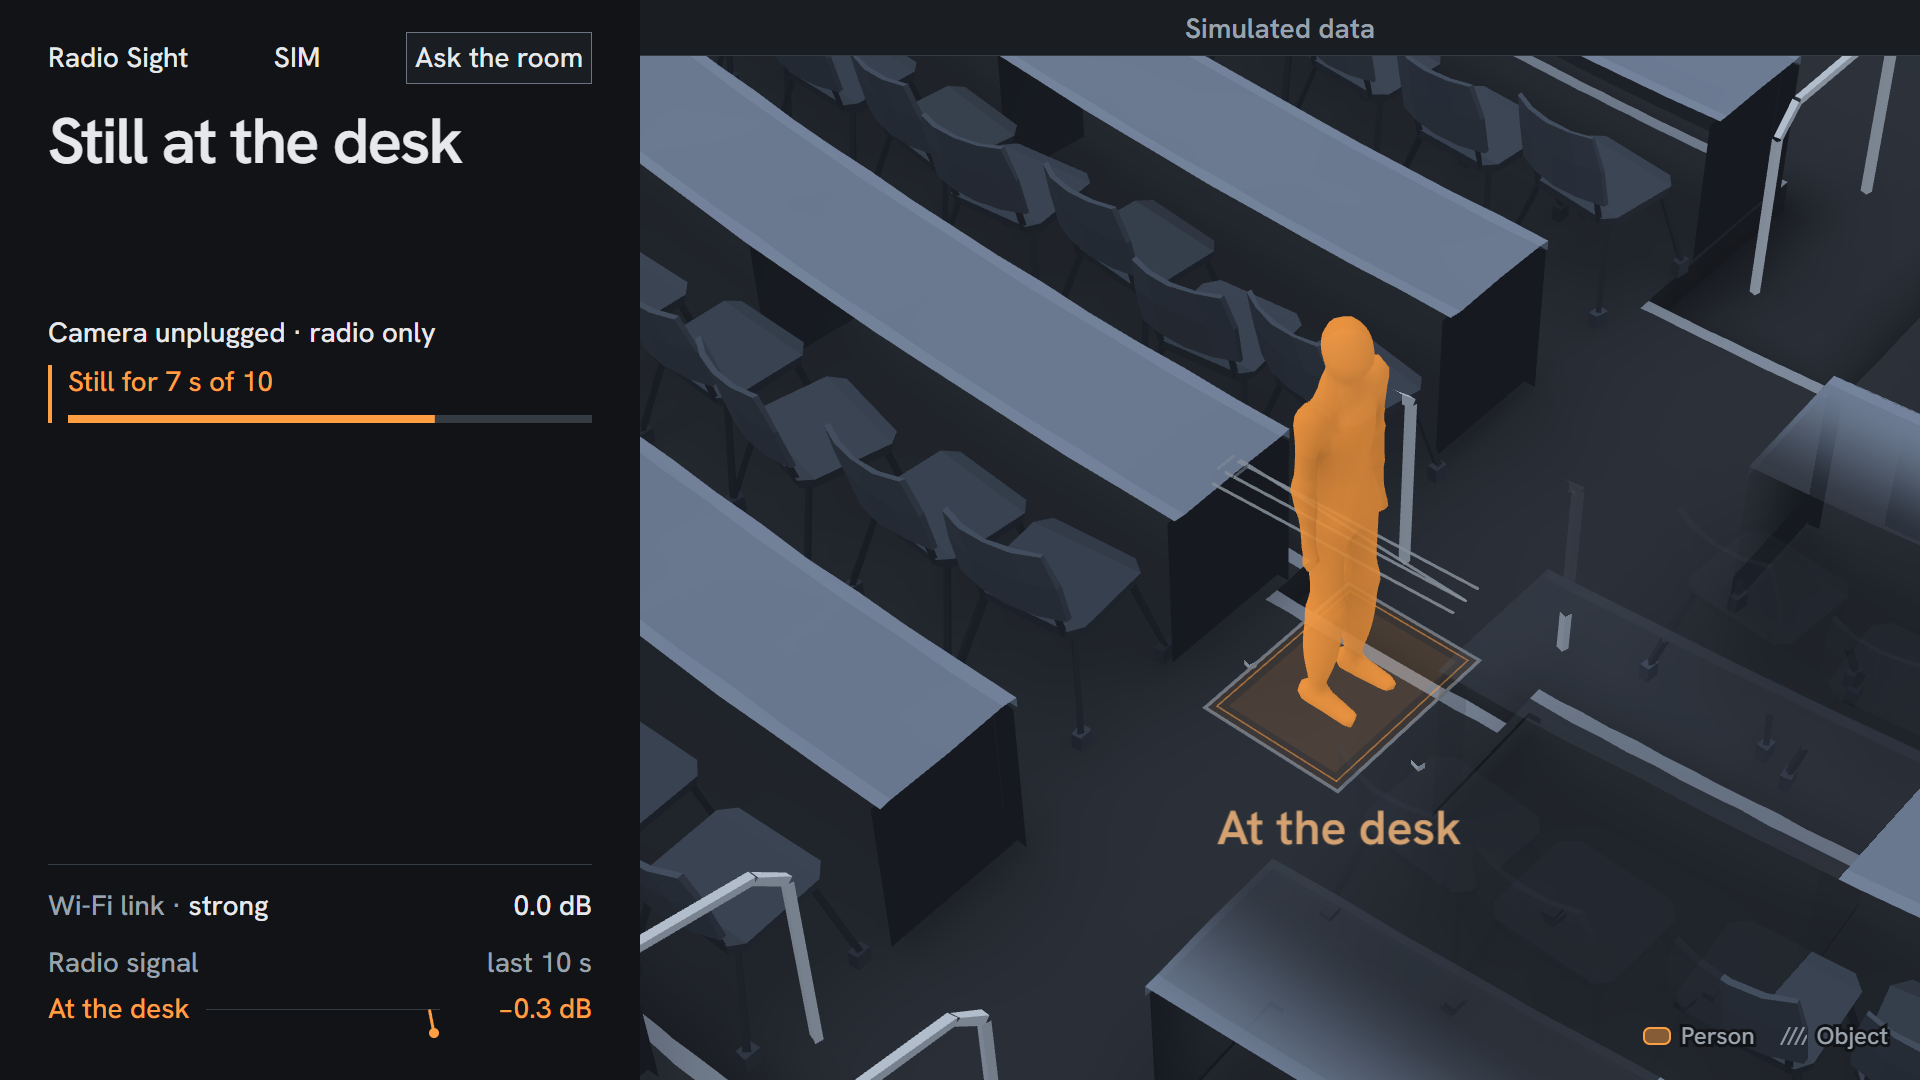 Radio Sight
SIM
Ask the room
Simulated data
Still at the desk
Camera unplugged · radio only
Still for 7 s of 10
At the desk
Wi-Fi link · strong
0.0 dB
Radio signal
last 10 s
At the desk
−0.3 dB
Person
Object